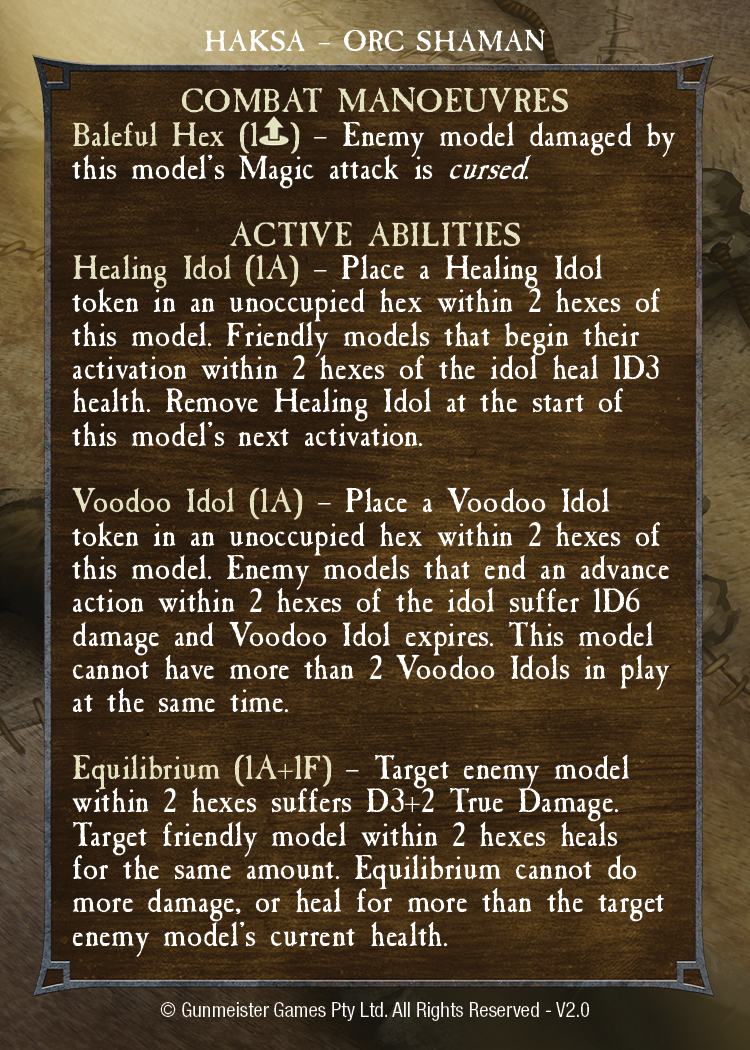 HAKSA – ORC SHAMAN
COMBAT MANOEUVRES
Baleful Hex (1) – Enemy model damaged by
this model's Magic attack is cursed.
ACTIVE ABILITIES
Healing Idol (1A) – Place a Healing Idol
token in an unoccupied hex within 2 hexes of
this model. Friendly models that begin their
activation within 2 hexes of the idol heal 1D3
health. Remove Healing Idol at the start of
this model's next activation.
Voodoo Idol (1A) – Place a Voodoo Idol
token in an unoccupied hex within 2 hexes of
this model. Enemy models that end an advance
action within 2 hexes of the idol suffer 1D6
damage and Voodoo Idol expires. This model
cannot have more than 2 Voodoo Idols in play
at the same time.
Equilibrium (1A+1F) – Target enemy model
within 2 hexes suffers D3+2 True Damage.
Target friendly model within 2 hexes heals
for the same amount. Equilibrium cannot do
more damage, or heal for more than the target
enemy model's current health.
© Gunmeister Games Pty Ltd. All Rights Reserved - V2.0